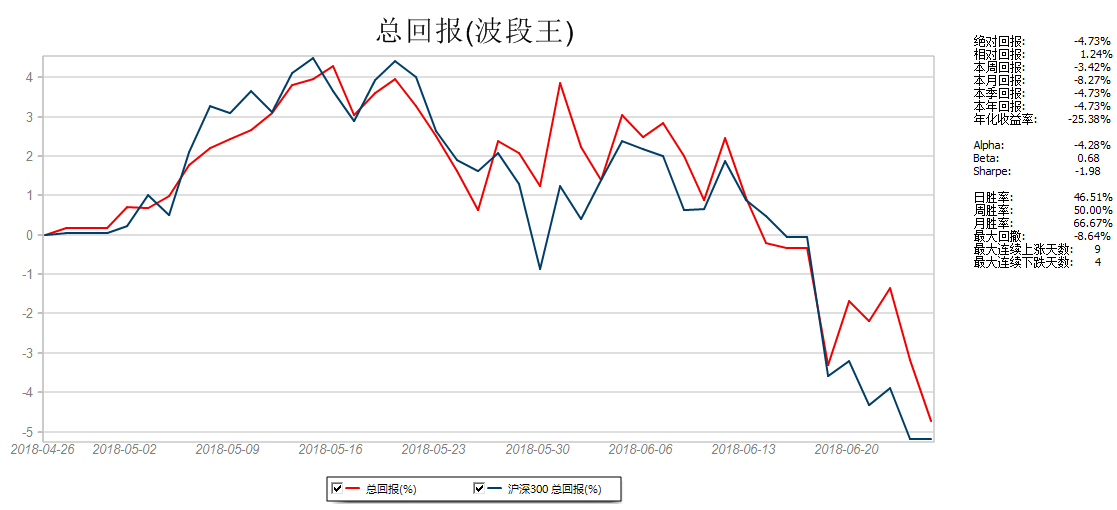 总回报(波段王)
4
3
2
1
0
-1
-2
-3
-4
-5
2018-04-26 2018-05-02 2018-05-09 2018-05-16 2018-05-23 2018-05-30 2018-06-06 2018-06-13 2018-06-20
总回报(%) 沪深300 总回报(%)
绝对回报: -4.73%
相对回报: 1.24%
本周回报: -3.42%
本月回报: -8.27%
本季回报: -4.73%
本年回报: -4.73%
年化收益率: -25.38%
Alpha: -4.28%
Beta: 0.68
Sharpe: -1.98
日胜率: 46.51%
周胜率: 50.00%
月胜率: 66.67%
最大回撤: -8.64%
最大连续上涨天数: 9
最大连续下跌天数: 4